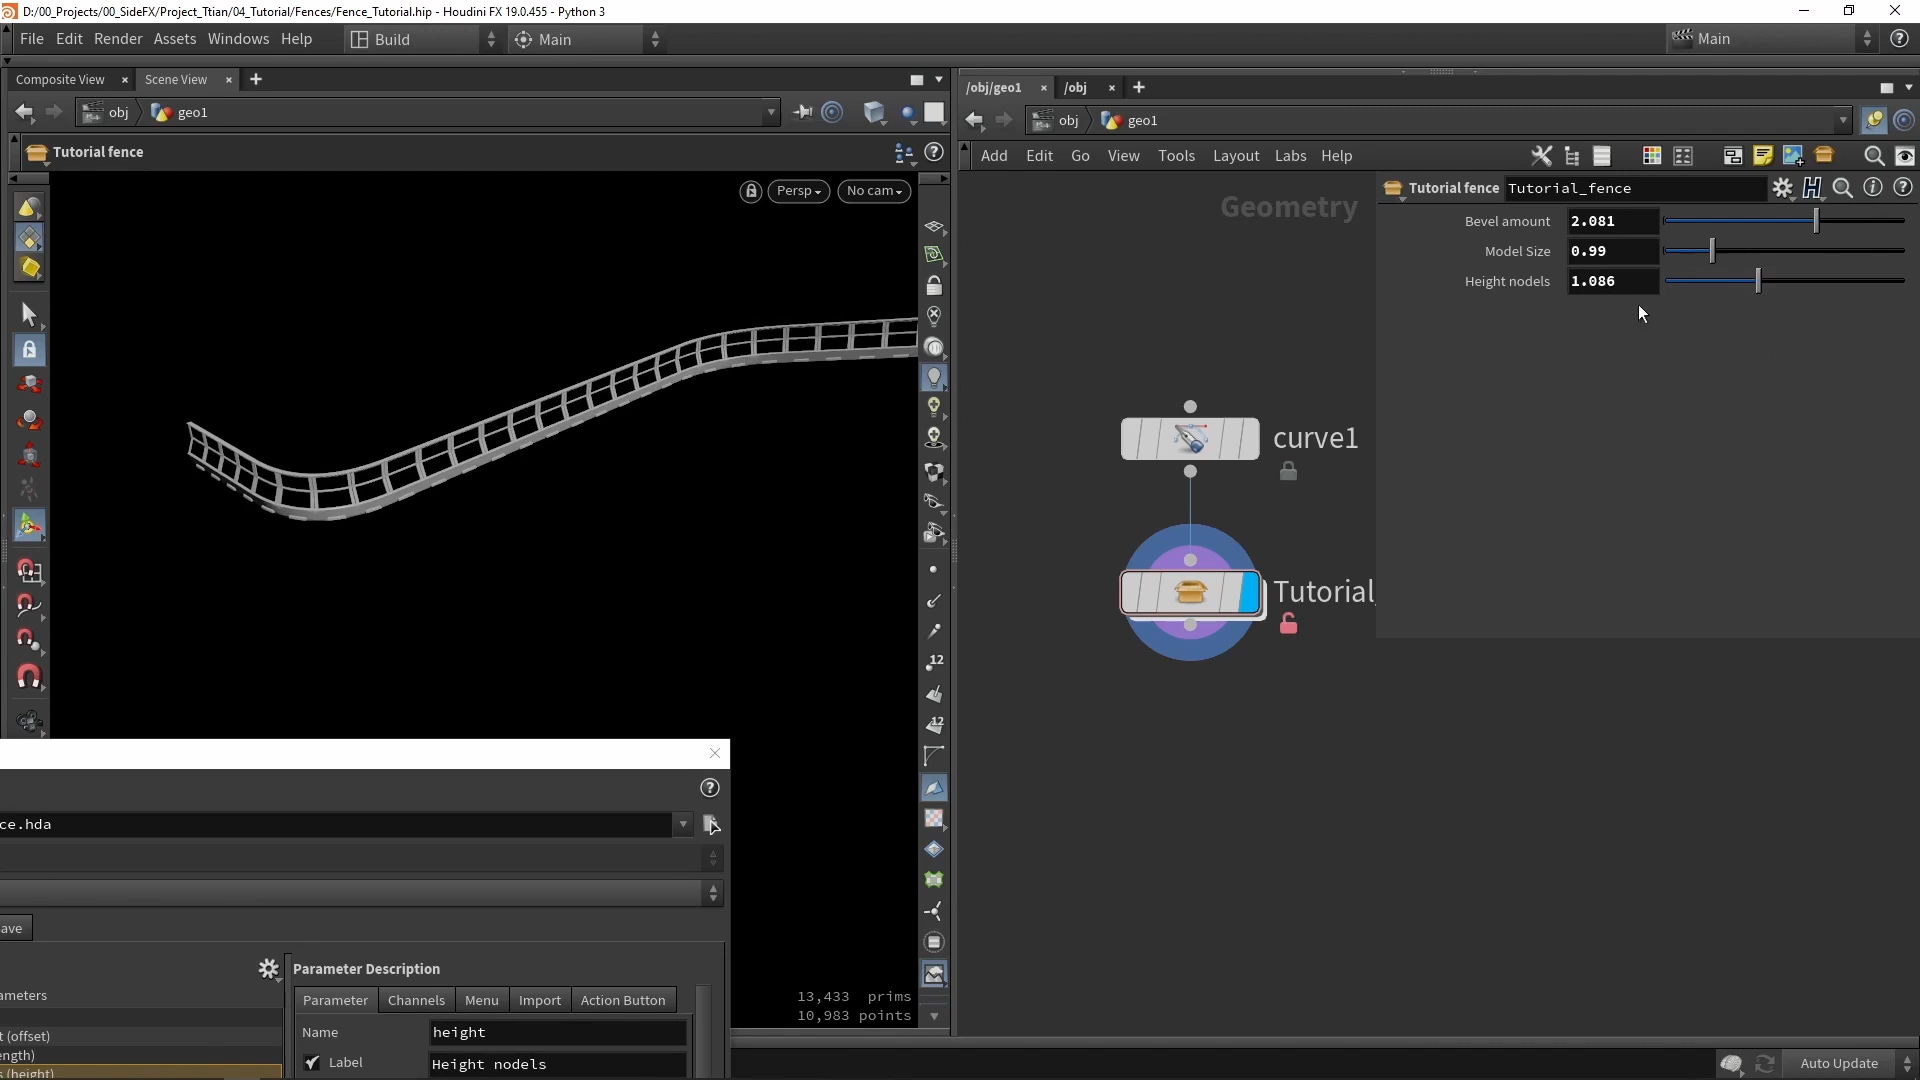 D:/00_Projects/00_SideFX/Project_Ttian/04_Tutorial/Fences/Fence_Tutorial.hip - Houdini FX 19.0.455 - Python 3
File Edit Render Assets Windows Help Build Main Main
Composite View Scene View
obj geo1
Tutorial fence
Persp No cam
12
12
13,433 prims
10,983 points
/obj/geo1 /obj
obj geo1
Add Edit Go View Tools Layout Labs Help
Geometry
Tutorial fence Tutorial_fence
Bevel amount 2.081
Model Size 0.99
Height nodels 1.086
curve1
Tutorial_
ce.hda
ave
ameters
t (offset)
ength)
s (height)
Parameter Description
Parameter Channels Menu Import Action Button
Name height
Label Height nodels
Auto Update